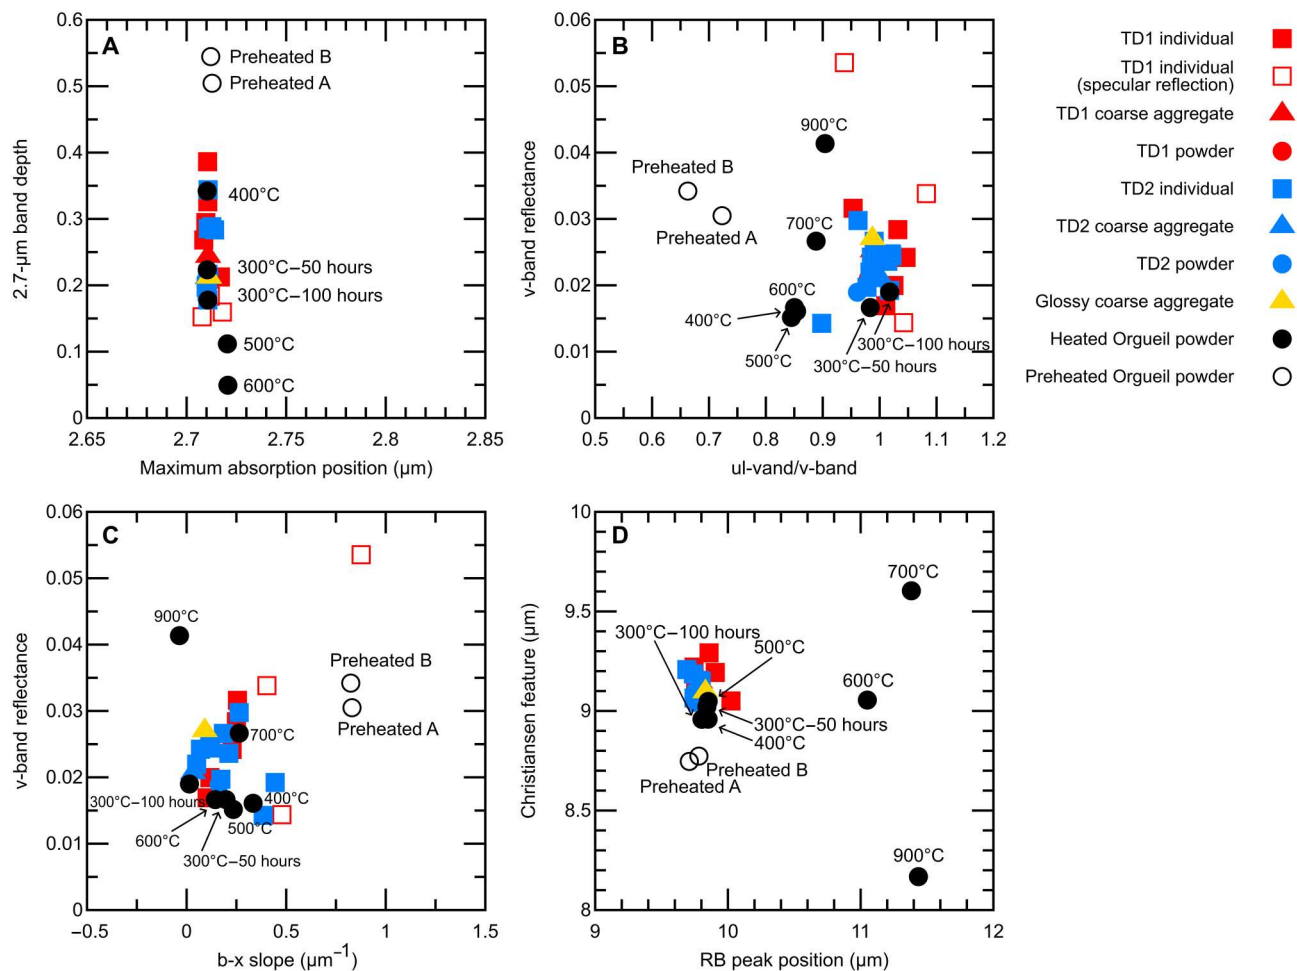 A
0.6
0.5
0.4
0.3
0.2
0.1
0
2.7-µm band depth
Preheated B
Preheated A
400°C
300°C–50 hours
300°C–100 hours
500°C
600°C
2.65
2.7
2.75
2.8
2.85
Maximum absorption position (µm)
B
0.06
0.05
0.04
0.03
0.02
0.01
0
v-band reflectance
900°C
Preheated B
Preheated A
700°C
600°C
400°C
500°C
300°C–100 hours
300°C–50 hours
0.5
0.6
0.7
0.8
0.9
1
1.1
1.2
ul-vand/v-band
TD1 individual
TD1 individual
(specular reflection)
TD1 coarse aggregate
TD1 powder
TD2 individual
TD2 coarse aggregate
TD2 powder
Glossy coarse aggregate
Heated Orgueil powder
Preheated Orgueil powder
C
0.06
0.05
0.04
0.03
0.02
0.01
0
v-band reflectance
900°C
Preheated B
Preheated A
700°C
300°C–100 hours
400°C
600°C
500°C
300°C–50 hours
−0.5
0
0.5
1
1.5
b-x slope (µm⁻¹)
D
10
9.5
9
8.5
8
Christiansen feature (µm)
700°C
300°C–100 hours
500°C
600°C
300°C–50 hours
400°C
Preheated B
Preheated A
900°C
9
10
11
12
RB peak position (µm)